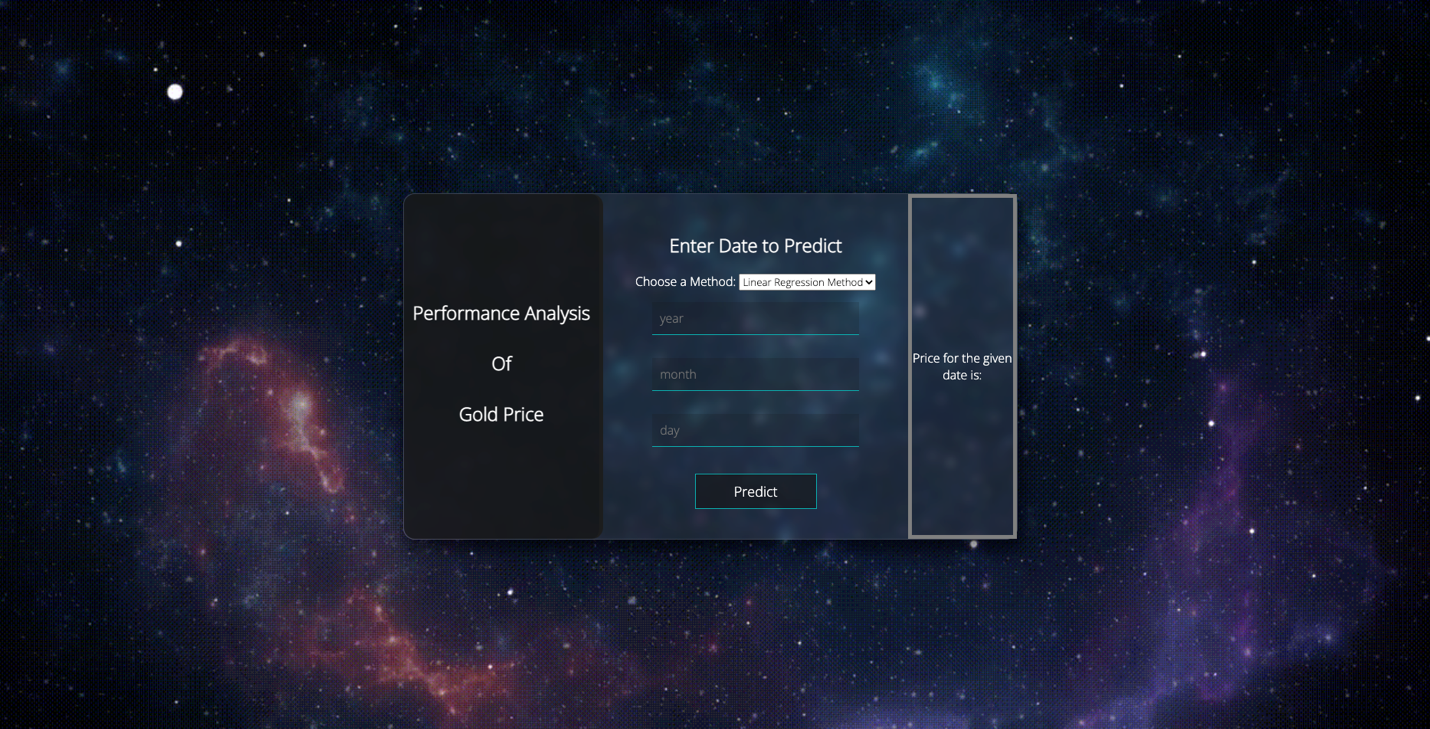 Performance Analysis
Of
Gold Price
Enter Date to Predict
Choose a Method: Linear Regression Method
year
month
day
Predict
Price for the given
date is: